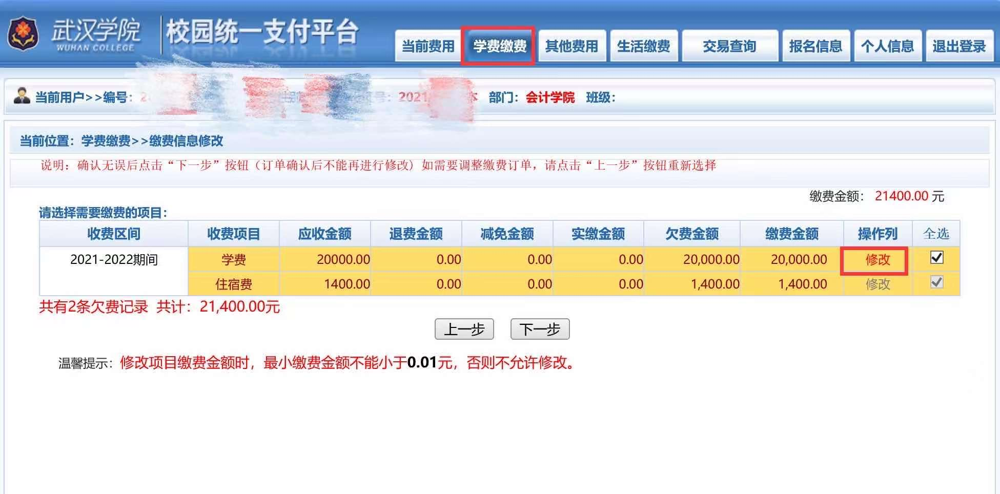 武汉学院 校园统一支付平台
WUHAN COLLEGE
当前费用 学费缴费 其他费用 生活缴费 交易查询 报名信息 个人信息 退出登录
当前用户>>编号： 号：2021 本 部门：会计学院 班级：
当前位置：学费缴费>>缴费信息修改
说明：确认无误后点击“下一步”按钮（订单确认后不能再进行修改）如需要调整缴费订单，请点击“上一步”按钮重新选择
缴费金额： 21400.00 元
请选择需要缴费的项目：
收费区间 收费项目 应收金额 退费金额 减免金额 实缴金额 欠费金额 缴费金额 操作列 全选
2021-2022期间 学费 20000.00 0.00 0.00 0.00 20,000.00 20,000.00 修改
住宿费 1400.00 0.00 0.00 0.00 1,400.00 1,400.00 修改
共有2条欠费记录 共计：21,400.00元
上一步 下一步
温馨提示：修改项目缴费金额时，最小缴费金额不能小于0.01元，否则不允许修改。